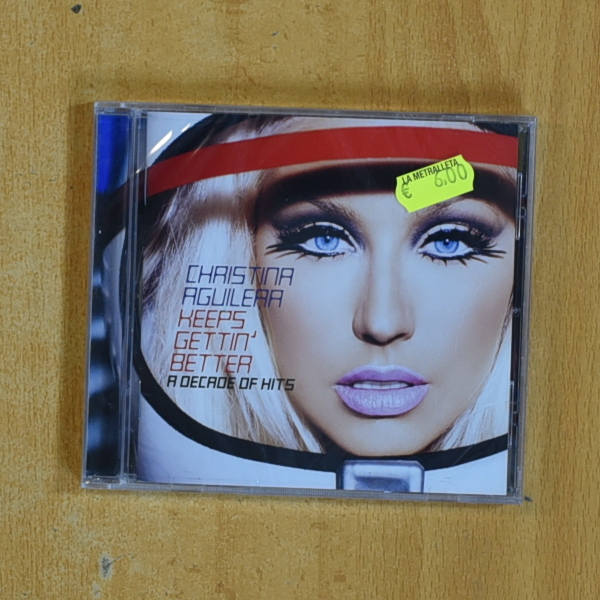 LA METRALLETA
€ 6.00
CHRISTINA
AGUILERA
KEEPS
GETTIN'
BETTER
A DECADE OF HITS